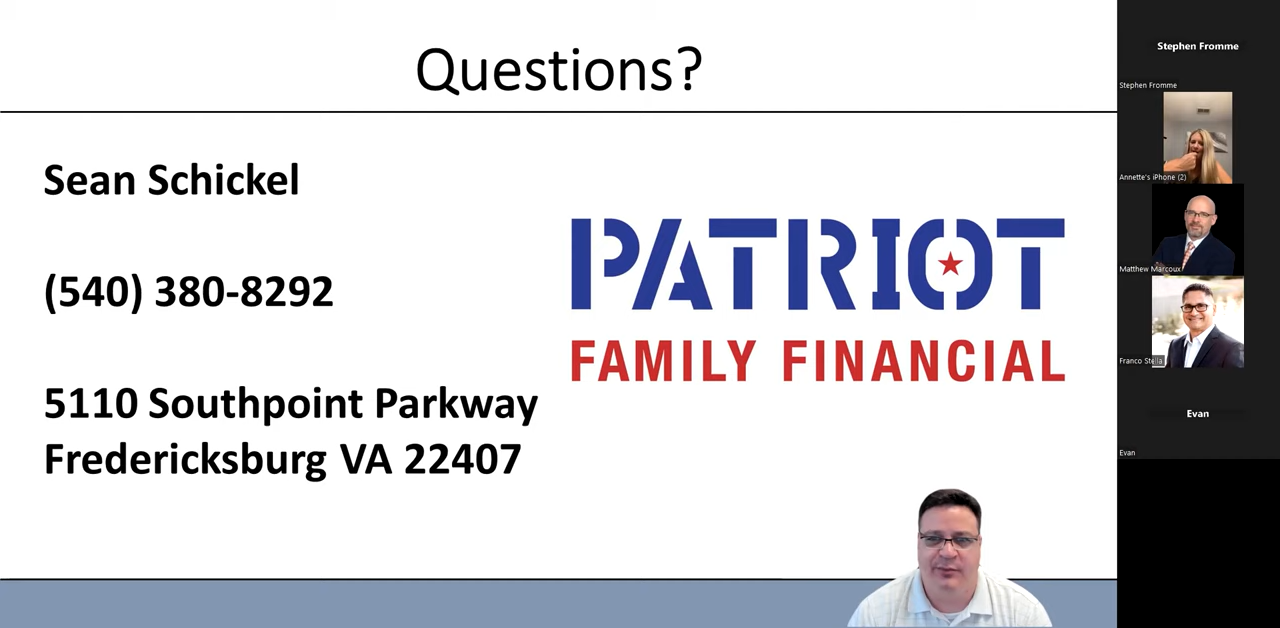 Questions?
Sean Schickel
(540) 380-8292
5110 Southpoint Parkway
Fredericksburg VA 22407
PATRIOT
FAMILY FINANCIAL
Stephen Fromme
Stephen Fromme
Annette's iPhone (2)
Matthew Marcoux
Franco Stella
Evan
Evan